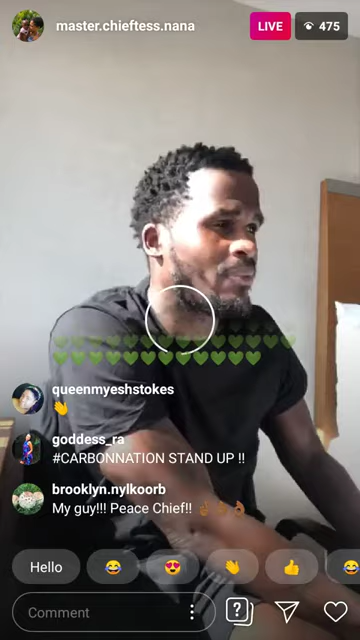 master.chieftess.nana
LIVE
475
queenmyeshstokes
goddess_ra
#CARBONNATION STAND UP !!
brooklyn.nylkoorb
My guy!!! Peace Chief!!
Hello
Comment
?